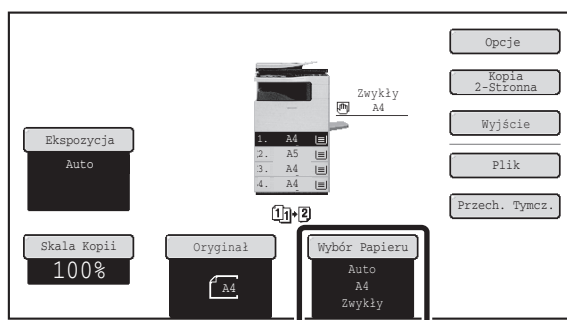 Opcje
Kopia
2-Stronna
Zwykły
A4
Wyjście
Ekspozycja
Auto
1. A4
2. A5
3. A4
4. A4
Plik
Przech. Tymcz.
1 1 2
Skala Kopii
100%
Oryginał
A4
Wybór Papieru
Auto
A4
Zwykły